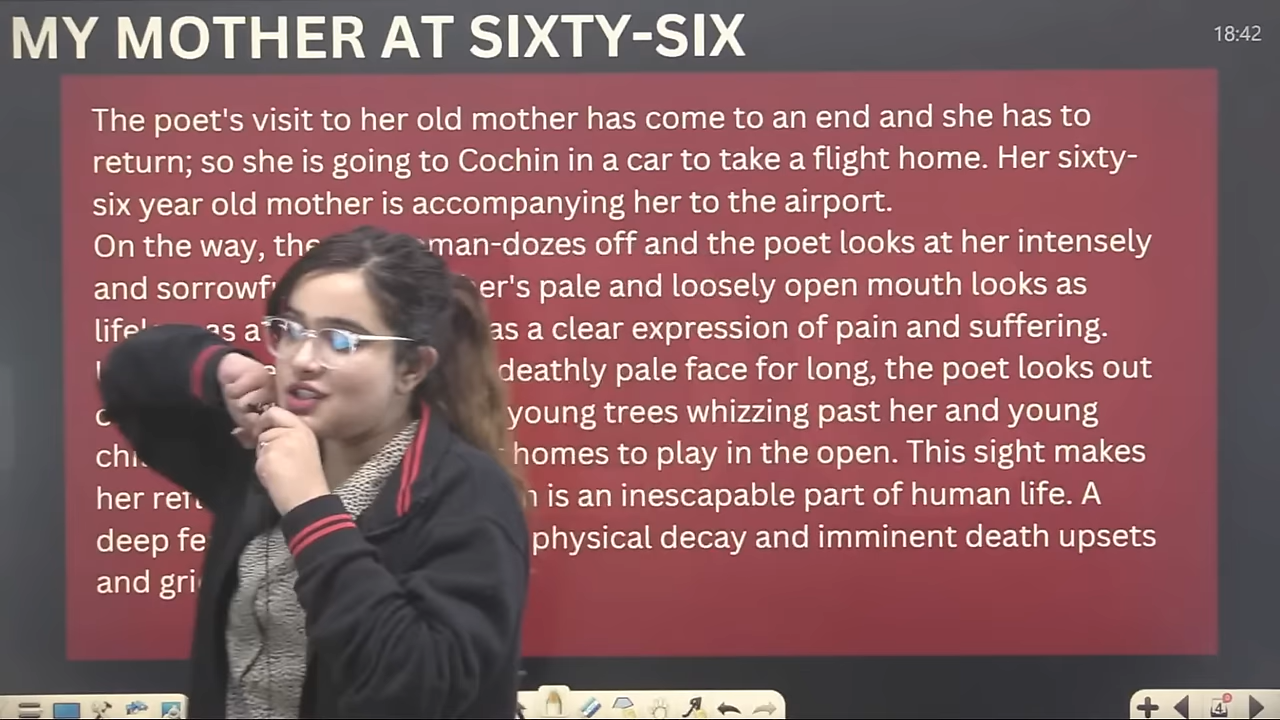 MY MOTHER AT SIXTY-SIX
18:42
The poet's visit to her old mother has come to an end and she has to
return; so she is going to Cochin in a car to take a flight home. Her sixty-
six year old mother is accompanying her to the airport.
On the way, the man-dozes off and the poet looks at her intensely
and pale and loosely open mouth looks as
as a clear expression of pain and suffering.
deathly pale face for long, the poet looks out
young trees whizzing past her and young
homes to play in the open. This sight makes
her is an inescapable part of human life. A
deep physical decay and imminent death upsets
and
4